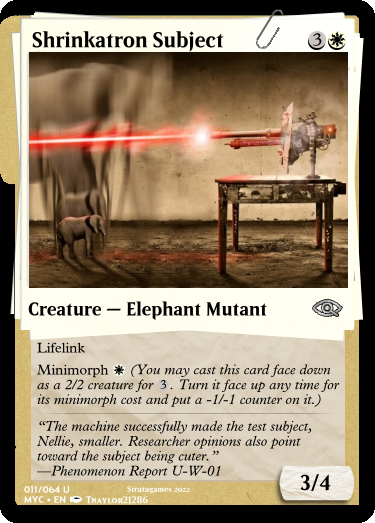 Shrinkatron Subject 3
Creature — Elephant Mutant
Lifelink
Minimorph (You may cast this card face down
as a 2/2 creature for 3. Turn it face up any time for
its minimorph cost and put a -1/-1 counter on it.)
“The machine successfully made the test subject,
Nellie, smaller. Researcher opinions also point
toward the subject being cuter.”
—Phenomenon Report U-W-01
3/4
011/064 U Stratagames 2022
MYC • EN Traylor21286